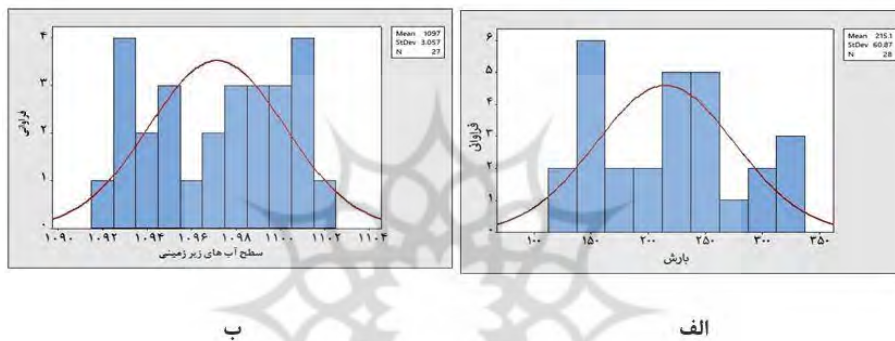 Mean 215.1
StDev 60.87
N 28
۶
۵
۴
۳
۲
۱
۰
فراوانی
۱۰۰ ۱۵۰ ۲۰۰ ۲۵۰ ۳۰۰ ۳۵۰
بارش
الف
Mean 1097
StDev 3.057
N 27
۴
۳
۲
۱
۰
فراوانی
۱۰۹۰ ۱۰۹۲ ۱۰۹۴ ۱۰۹۶ ۱۰۹۸ ۱۱۰۰ ۱۱۰۲ ۱۱۰۴
سطح آب های زیر زمینی
ب